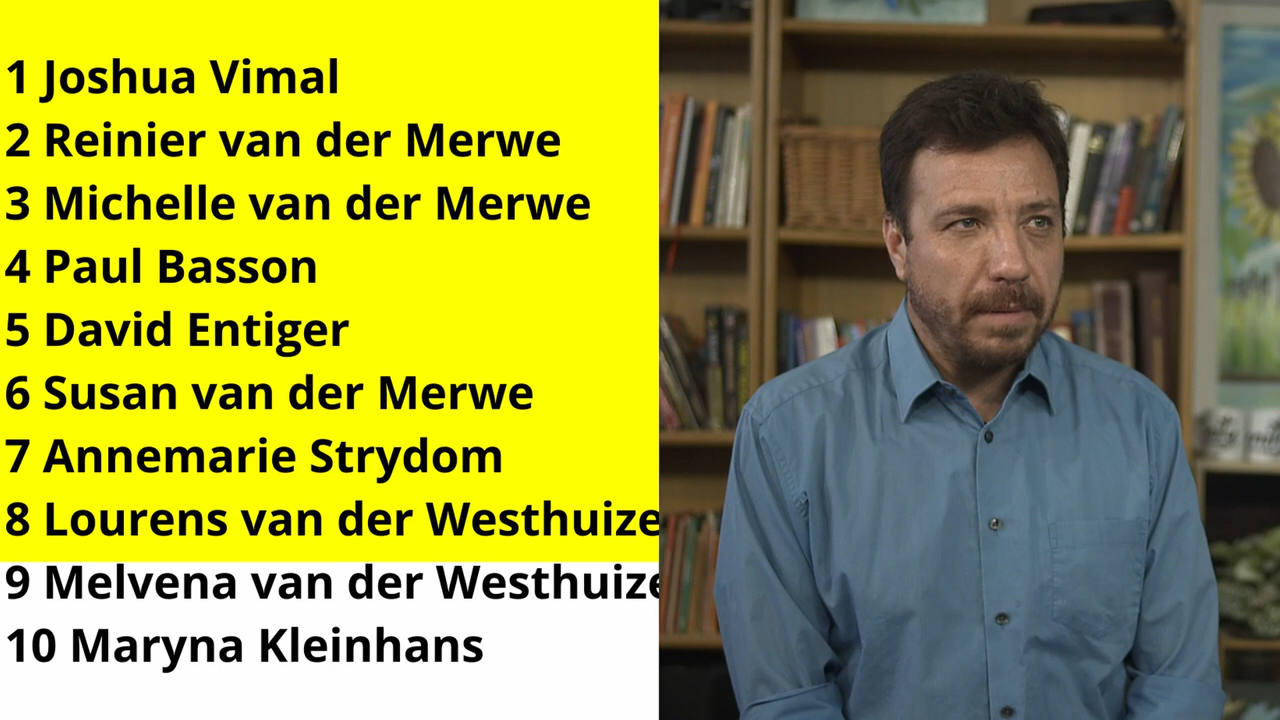 1 Joshua Vimal
2 Reinier van der Merwe
3 Michelle van der Merwe
4 Paul Basson
5 David Entiger
6 Susan van der Merwe
7 Annemarie Strydom
8 Lourens van der Westhuize
9 Melvena van der Westhuize
10 Maryna Kleinhans